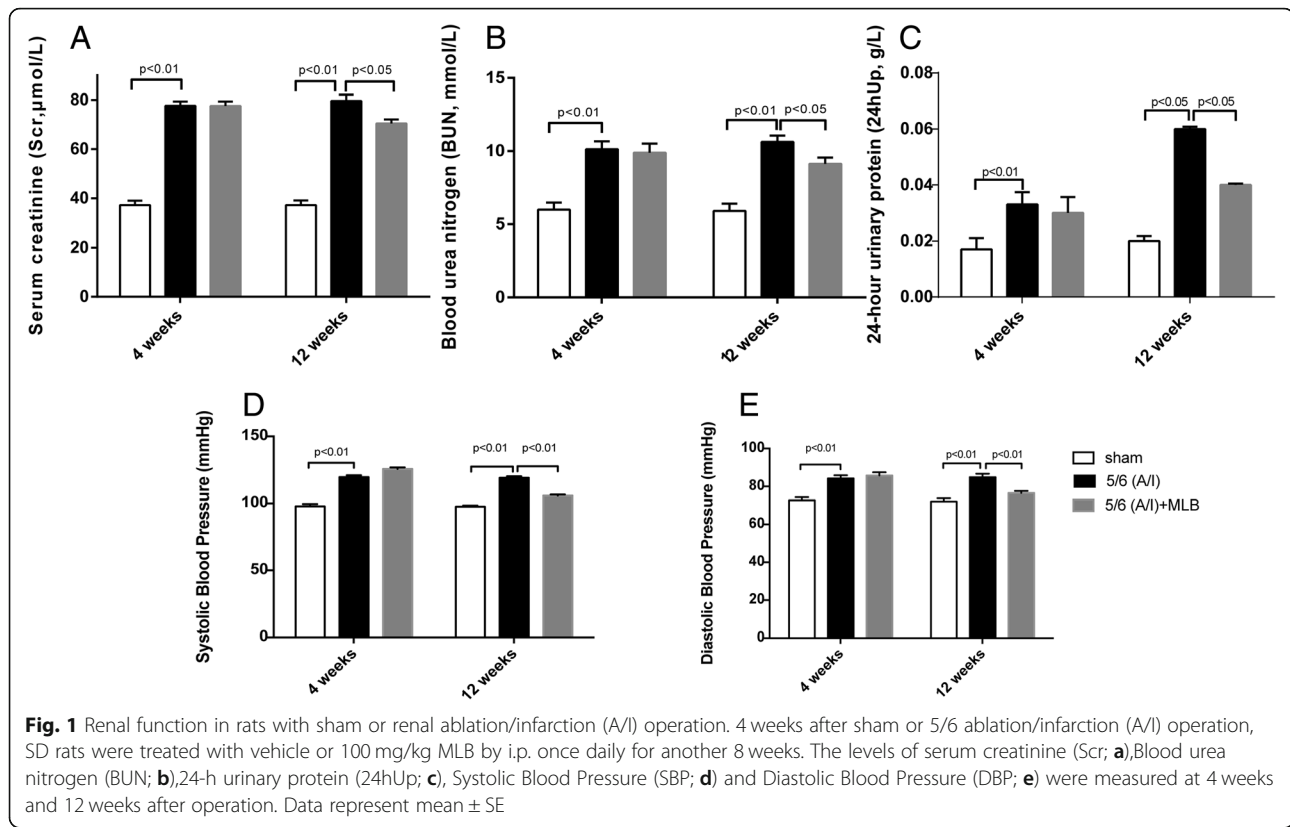 A
Serum creatinine (Scr,μmol/L)
80
60
40
20
0
p<0.01
p<0.01
p<0.05
4 weeks
12 weeks
B
Blood urea nitrogen (BUN, mmol/L)
15
10
5
0
p<0.01
p<0.01
p<0.05
4 weeks
12 weeks
C
24-hour urinary protein (24hUp, g/L)
0.08
0.06
0.04
0.02
0.00
p<0.01
p<0.05
p<0.05
4 weeks
12 weeks
D
Systolic Blood Pressure (mmHg)
150
100
50
0
p<0.01
p<0.01
p<0.01
4 weeks
12 weeks
E
Diastolic Blood Pressure (mmHg)
100
80
60
40
20
0
p<0.01
p<0.01
p<0.01
4 weeks
12 weeks
sham
5/6 (A/I)
5/6 (A/I)+MLB
Fig. 1 Renal function in rats with sham or renal ablation/infarction (A/I) operation. 4 weeks after sham or 5/6 ablation/infarction (A/I) operation,
SD rats were treated with vehicle or 100 mg/kg MLB by i.p. once daily for another 8 weeks. The levels of serum creatinine (Scr; a),Blood urea
nitrogen (BUN; b),24-h urinary protein (24hUp; c), Systolic Blood Pressure (SBP; d) and Diastolic Blood Pressure (DBP; e) were measured at 4 weeks
and 12 weeks after operation. Data represent mean ± SE